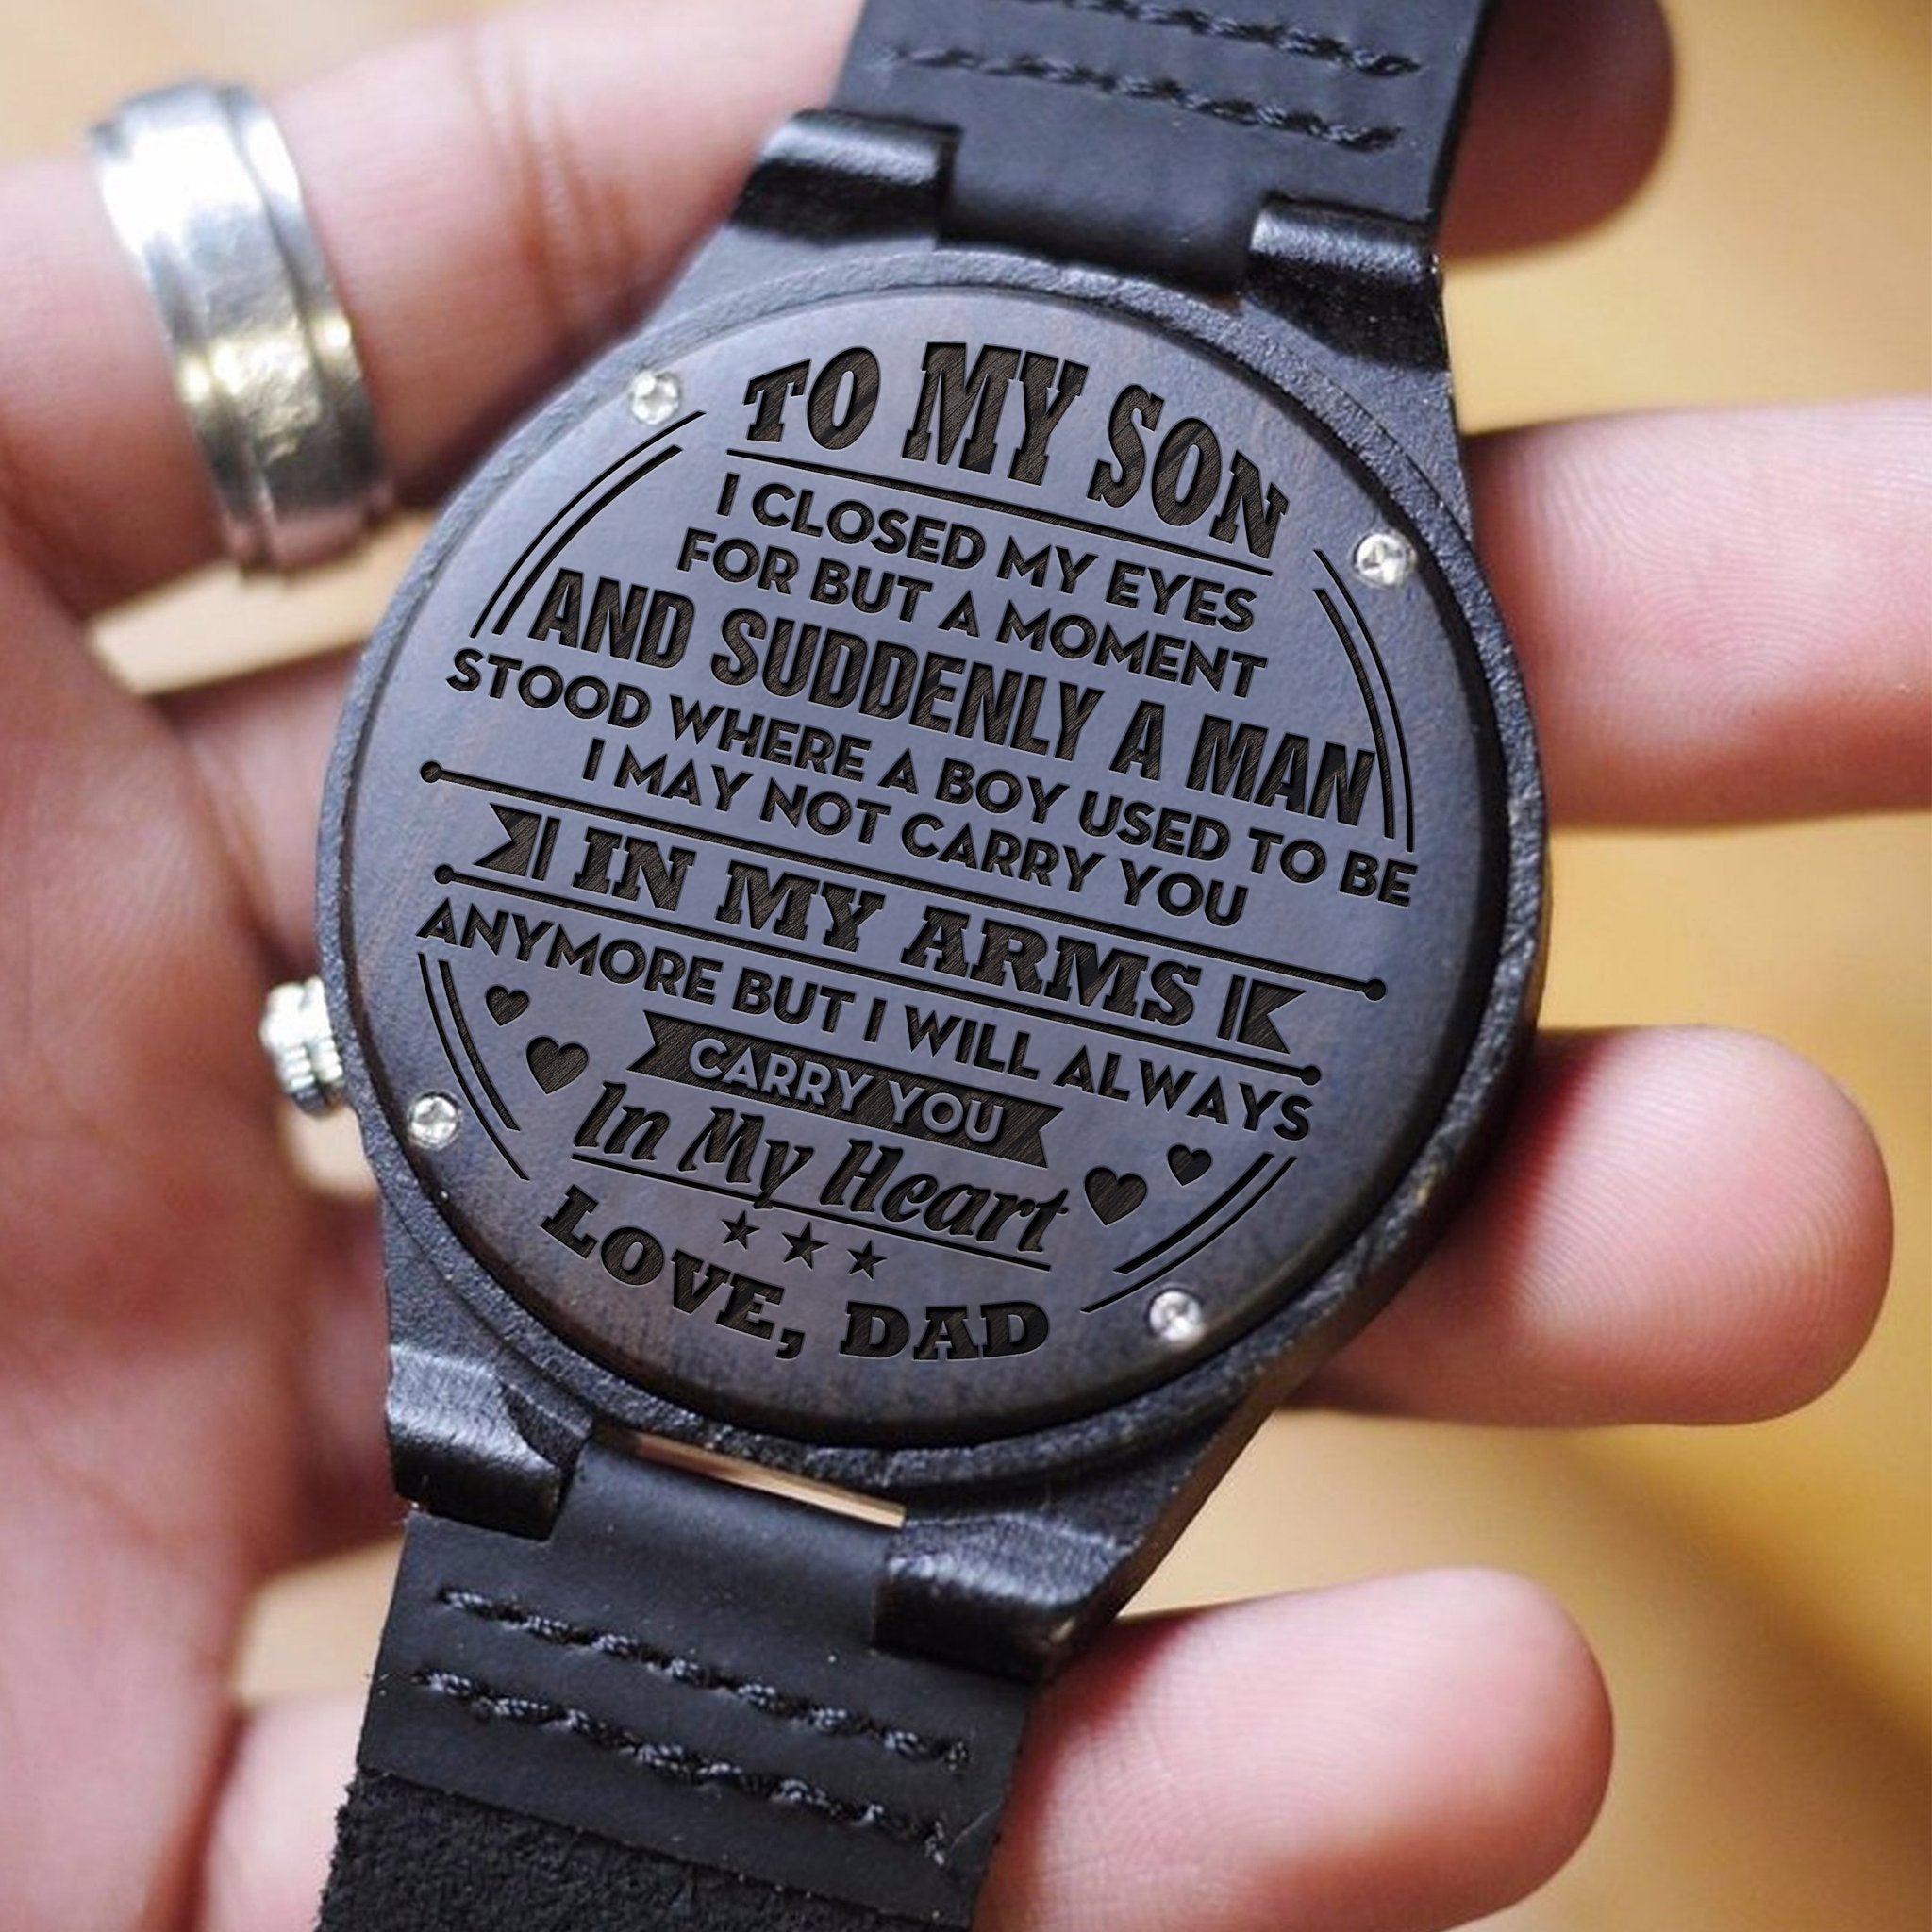 TO MY SON
I CLOSED MY EYES
FOR BUT A MOMENT
AND SUDDENLY A MAN
STOOD WHERE A BOY USED TO BE
I MAY NOT CARRY YOU
IN MY ARMS
ANYMORE BUT I WILL ALWAYS
CARRY YOU
In My Heart
LOVE, DAD